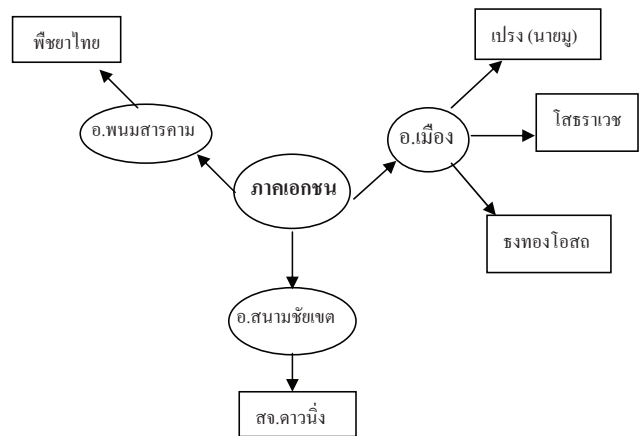 พืชยาไทย
เปรง (นายมู)
อ.พนมสารคาม
อ.เมือง
โสธราเวช
ภาคเอกชน
ธงทองโอสถ
อ.สนามชัยเขต
สจ.ดาวนิ่ง